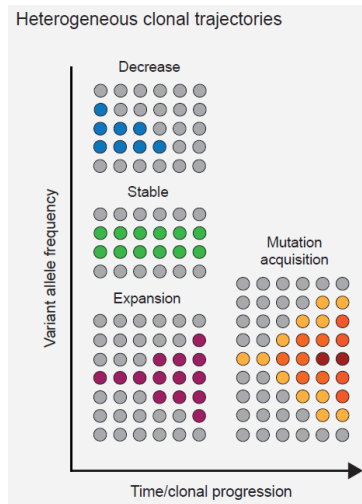 Heterogeneous clonal trajectories
Decrease
Stable
Mutation
acquisition
Expansion
Variant allele frequency
Time/clonal progression